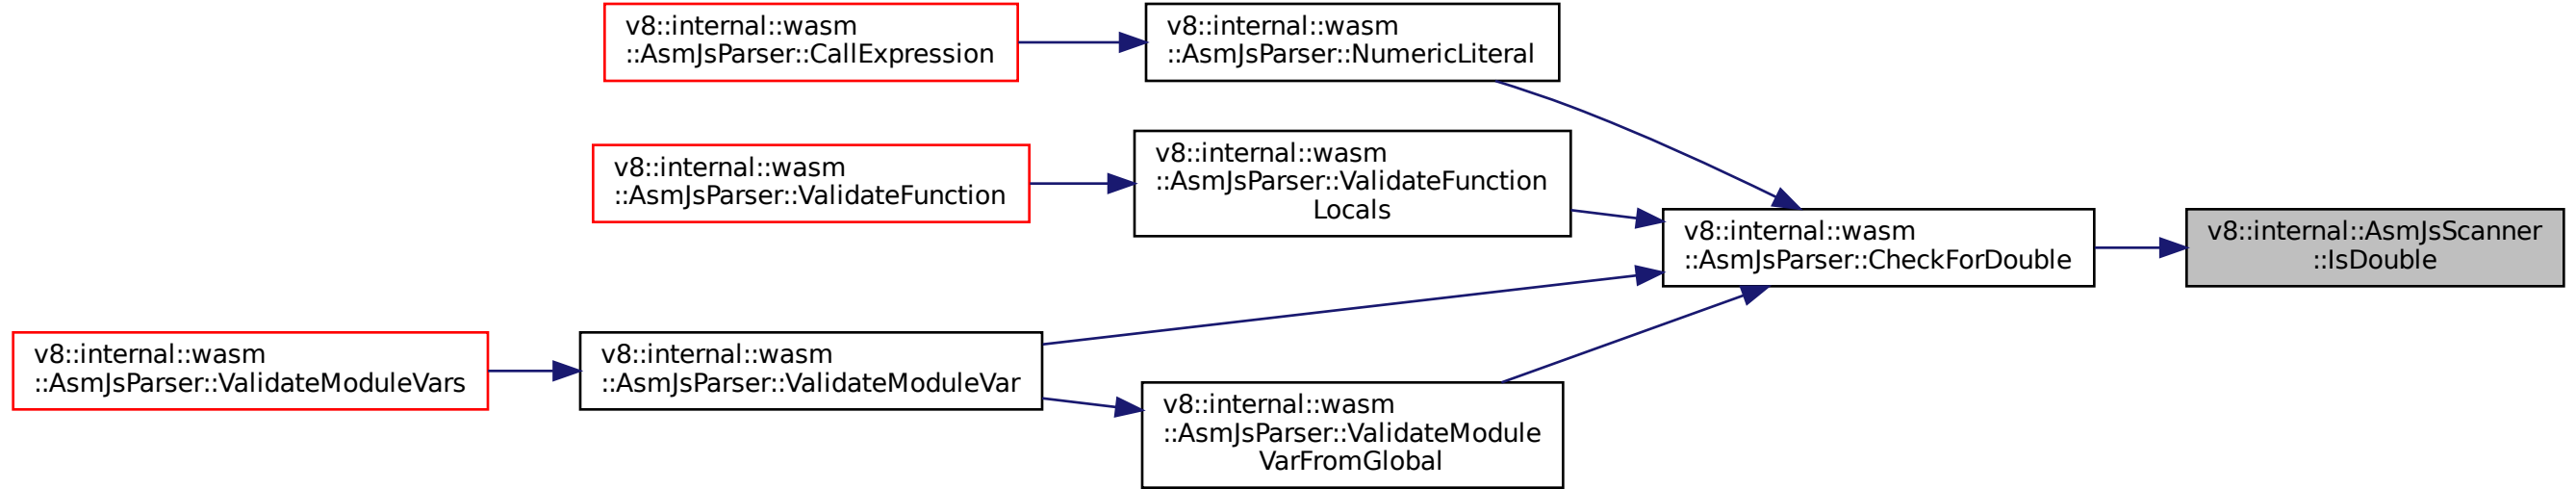 v8::internal::wasm
::AsmJsParser::CallExpression
v8::internal::wasm
::AsmJsParser::NumericLiteral
v8::internal::wasm
::AsmJsParser::ValidateFunction
v8::internal::wasm
::AsmJsParser::ValidateFunction
Locals
v8::internal::wasm
::AsmJsParser::CheckForDouble
v8::internal::AsmJsScanner
::IsDouble
v8::internal::wasm
::AsmJsParser::ValidateModuleVars
v8::internal::wasm
::AsmJsParser::ValidateModuleVar
v8::internal::wasm
::AsmJsParser::ValidateModule
VarFromGlobal